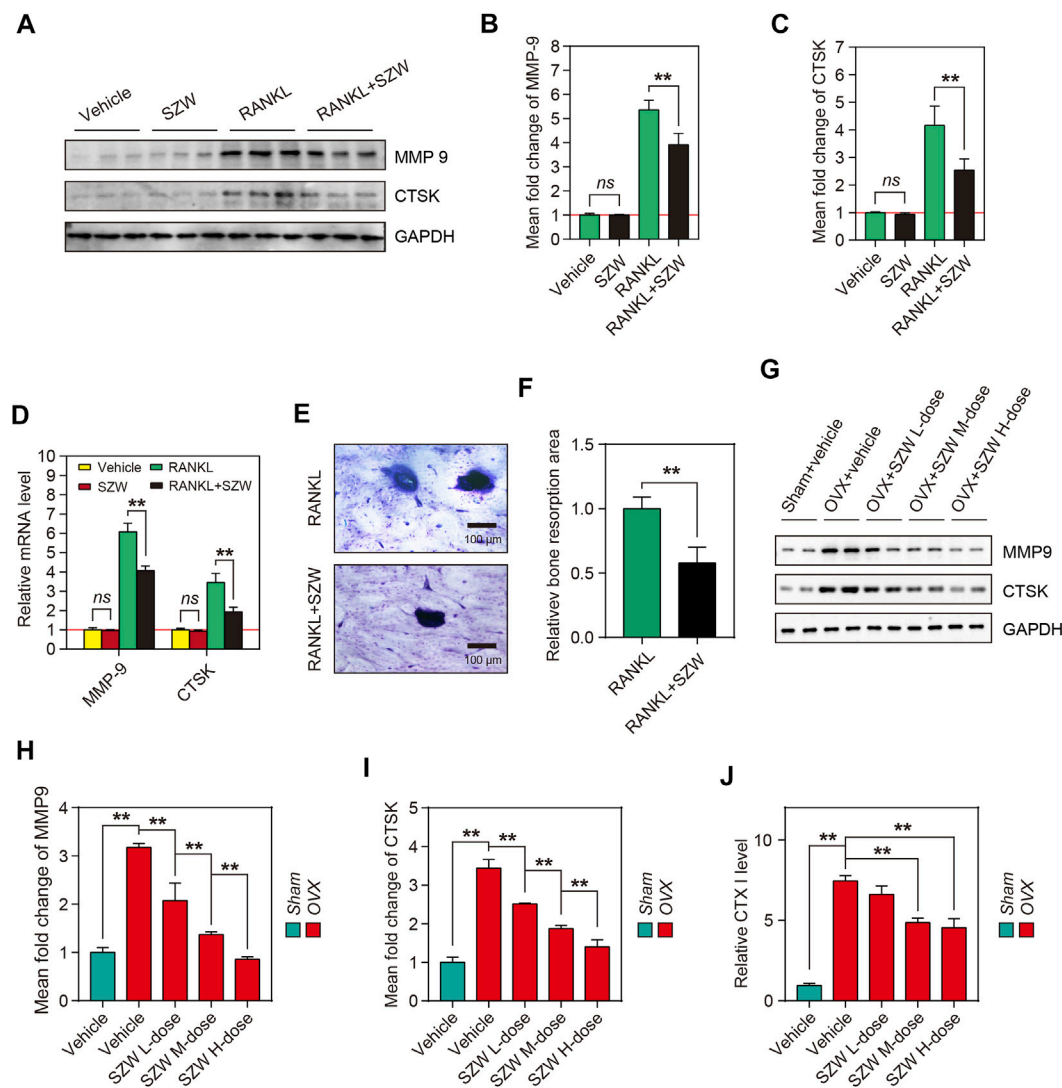 A
Vehicle
SZW
RANKL
RANKL+SZW
MMP 9
CTSK
GAPDH
B
Mean fold change of MMP-9
8
7
6
5
4
3
2
1
0
ns
**
Vehicle
SZW
RANKL
RANKL+SZW
C
Mean fold change of CTSK
7
6
5
4
3
2
1
0
ns
**
Vehicle
SZW
RANKL
RANKL+SZW
D
Relative mRNA level
10
9
8
7
6
5
4
3
2
1
0
Vehicle
RANKL
SZW
RANKL+SZW
ns
**
ns
**
MMP-9
CTSK
E
RANKL
100 μm
RANKL+SZW
100 μm
F
Relativev bone resorption area
1.5
1.0
0.5
0.0
**
RANKL
RANKL+SZW
G
Sham+vehicle
OVX+vehicle
OVX+SZW L-dose
OVX+SZW M-dose
OVX+SZW H-dose
MMP9
CTSK
GAPDH
H
Mean fold change of MMP9
4
3
2
1
0
**
**
**
**
Vehicle
Vehicle
SZW L-dose
SZW M-dose
SZW H-dose
Sham
OVX
I
Mean fold change of CTSK
5
4
3
2
1
0
**
**
**
**
Vehicle
Vehicle
SZW L-dose
SZW M-dose
SZW H-dose
Sham
OVX
J
Relative CTX I level
10
5
0
**
**
**
Vehicle
Vehicle
SZW L-dose
SZW M-dose
SZW H-dose
Sham
OVX